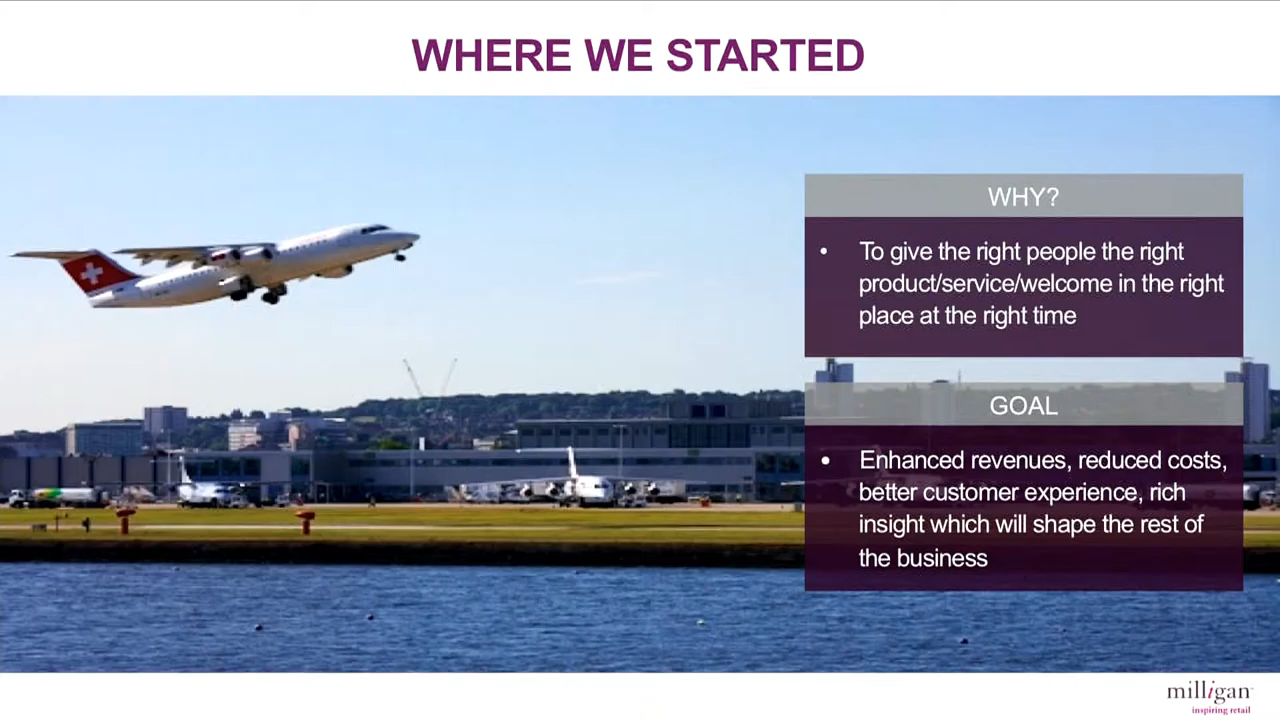 WHERE WE STARTED
WHY?
• To give the right people the right
product/service/welcome in the right
place at the right time
GOAL
• Enhanced revenues, reduced costs,
better customer experience, rich
insight which will shape the rest of
the business
milligan
inspiring retail